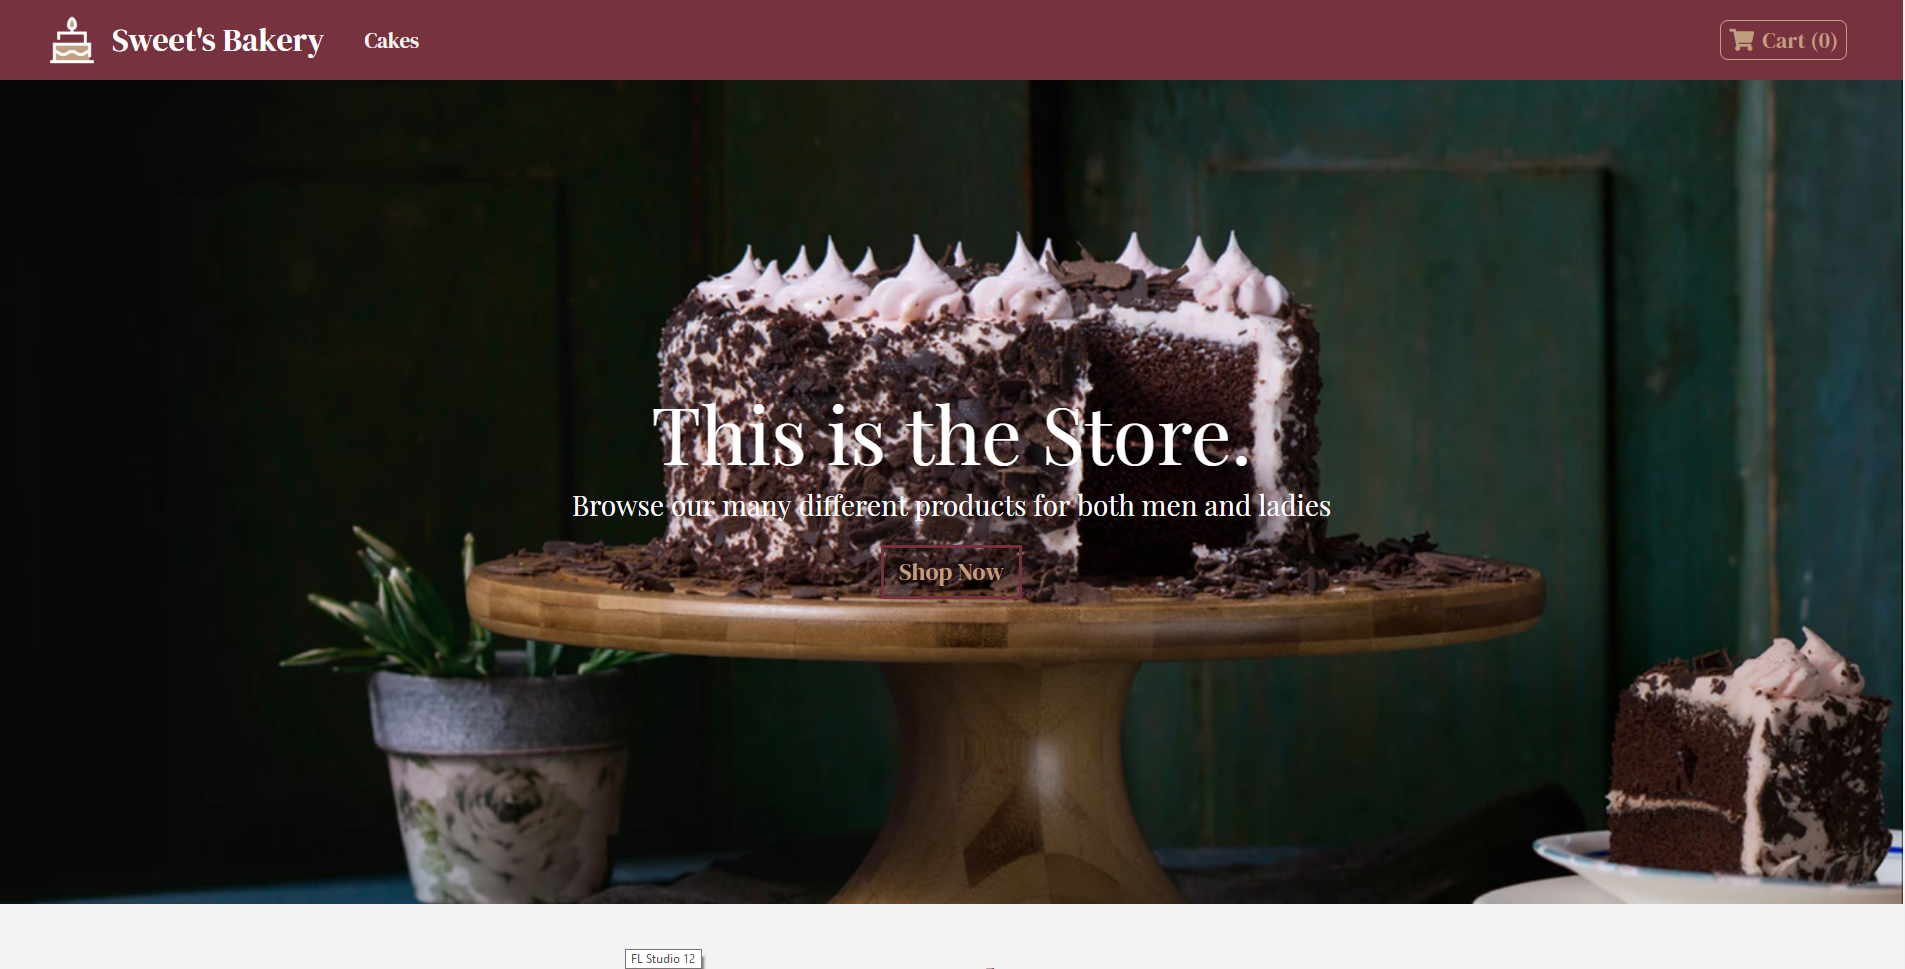 Sweet's Bakery
Cakes
Cart (0)
This is the Store.
Browse our many different products for both men and ladies
Shop Now
FL Studio 12